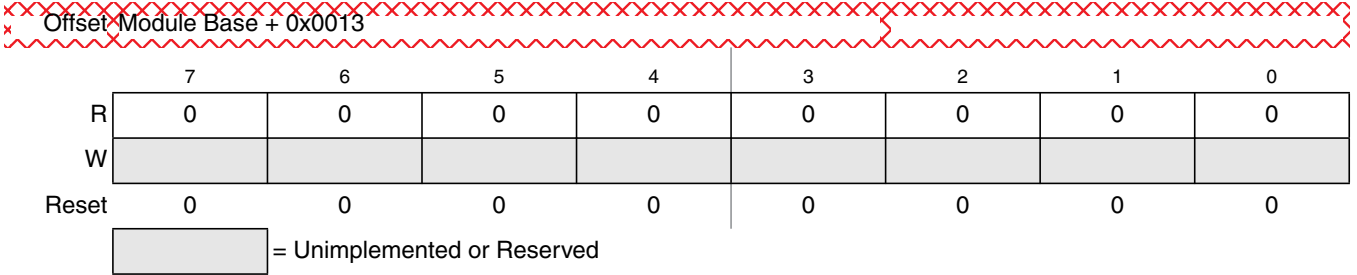 Offset Module Base + 0x0013
7 6 5 4 3 2 1 0
R 0 0 0 0 0 0 0 0
W
Reset 0 0 0 0 0 0 0 0
= Unimplemented or Reserved